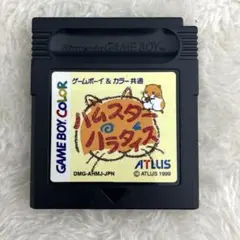 Nintendo GAME BOY
ゲームボーイ&カラー共通
GAME BOY COLOR
ハムスター
パラダイス
DMG-AHMJ-JPN
ATLUS
© ATLUS 1999